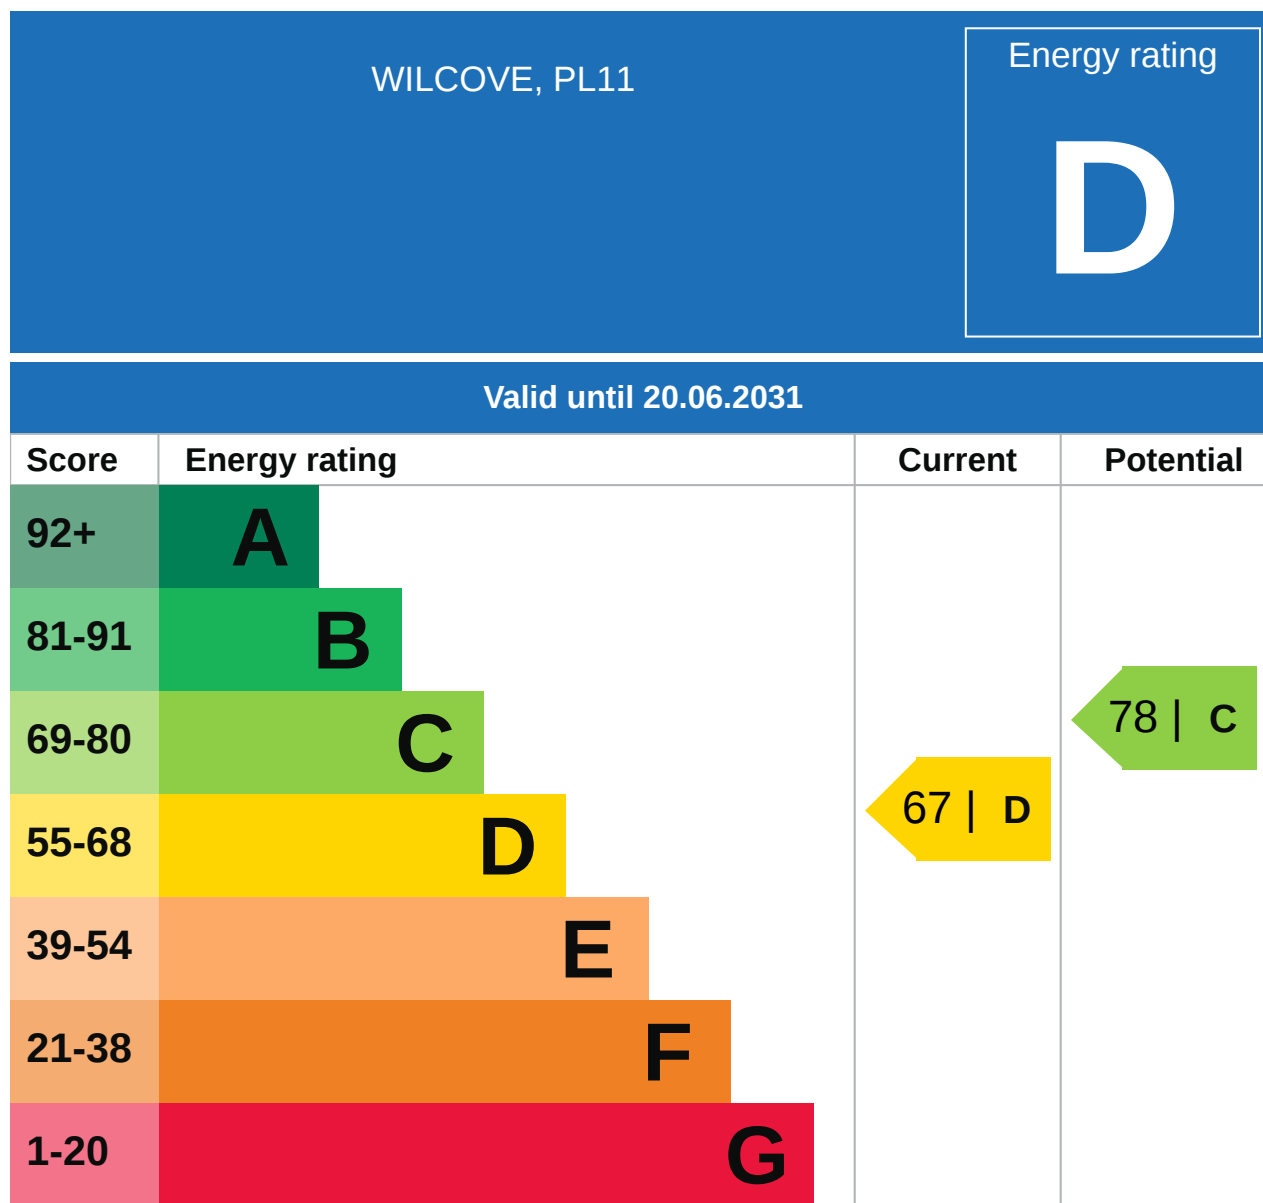 WILCOVE, PL11
Energy rating
D
Valid until 20.06.2031
Score Energy rating Current Potential
92+ A
81-91 B
69-80 C
78 | C
55-68 D
67 | D
39-54 E
21-38 F
1-20 G